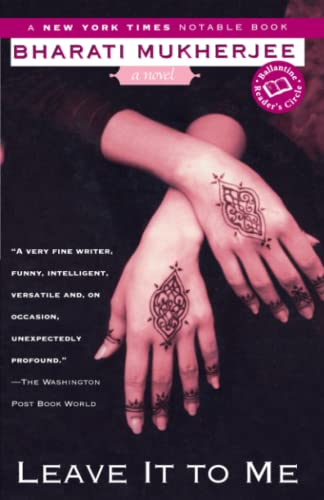 A NEW YORK TIMES NOTABLE BOOK
BHARATI MUKHERJEE
a novel
Ballantine
Reader's Circle
"A VERY FINE WRITER,
FUNNY, INTELLIGENT,
VERSATILE AND, ON
OCCASION,
UNEXPECTEDLY
PROFOUND."
—THE WASHINGTON
POST BOOK WORLD
LEAVE IT TO ME